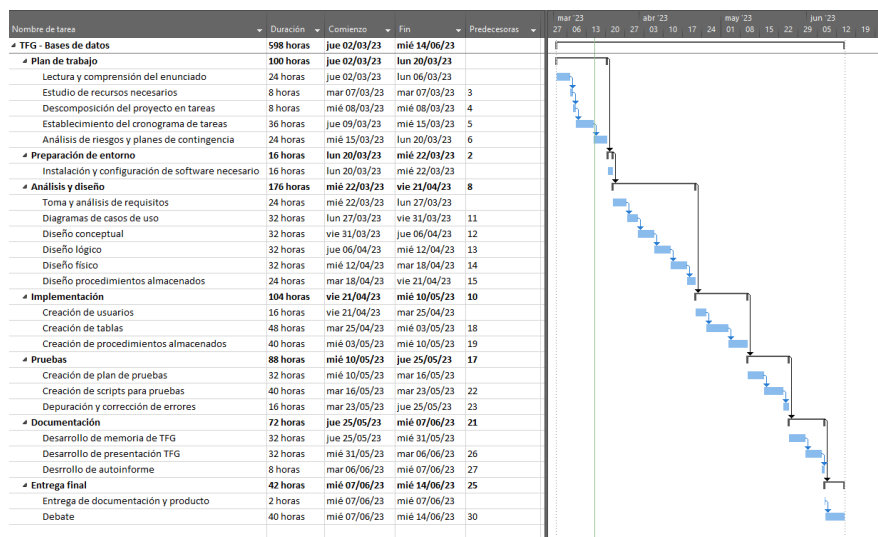 mar '23 abr '23 may '23 jun '23
Nombre de tarea Duración Comienzo Fin Predecesoras 27 06 13 20 27 03 10 17 24 01 08 15 22 29 05 12 19
TFG - Bases de datos 598 horas jue 02/03/23 mié 14/06/23
Plan de trabajo 100 horas jue 02/03/23 lun 20/03/23
Lectura y comprensión del enunciado 24 horas jue 02/03/23 lun 06/03/23
Estudio de recursos necesarios 8 horas mar 07/03/23 mar 07/03/23 3
Descomposición del proyecto en tareas 8 horas mié 08/03/23 mié 08/03/23 4
Establecimiento del cronograma de tareas 36 horas jue 09/03/23 mié 15/03/23 5
Análisis de riesgos y planes de contingencia 24 horas mié 15/03/23 lun 20/03/23 6
Preparación de entorno 16 horas lun 20/03/23 mié 22/03/23 2
Instalación y configuración de software necesario 16 horas lun 20/03/23 mié 22/03/23
Análisis y diseño 176 horas mié 22/03/23 vie 21/04/23 8
Toma y análisis de requisitos 24 horas mié 22/03/23 lun 27/03/23
Diagramas de casos de uso 32 horas lun 27/03/23 vie 31/03/23 11
Diseño conceptual 32 horas vie 31/03/23 jue 06/04/23 12
Diseño lógico 32 horas jue 06/04/23 mié 12/04/23 13
Diseño físico 32 horas mié 12/04/23 mar 18/04/23 14
Diseño procedimientos almacenados 24 horas mar 18/04/23 vie 21/04/23 15
Implementación 104 horas vie 21/04/23 mié 10/05/23 10
Creación de usuarios 16 horas vie 21/04/23 mar 25/04/23
Creación de tablas 48 horas mar 25/04/23 mié 03/05/23 18
Creación de procedimientos almacenados 40 horas mié 03/05/23 mié 10/05/23 19
Pruebas 88 horas mié 10/05/23 jue 25/05/23 17
Creación de plan de pruebas 32 horas mié 10/05/23 mar 16/05/23
Creación de scripts para pruebas 40 horas mar 16/05/23 mar 23/05/23 22
Depuración y corrección de errores 16 horas mar 23/05/23 jue 25/05/23 23
Documentación 72 horas jue 25/05/23 mié 07/06/23 21
Desarrollo de memoria de TFG 32 horas jue 25/05/23 mié 31/05/23
Desarrollo de presentación TFG 32 horas mié 31/05/23 mar 06/06/23 26
Desrrollo de autoinforme 8 horas mar 06/06/23 mié 07/06/23 27
Entrega final 42 horas mié 07/06/23 mié 14/06/23 25
Entrega de documentación y producto 2 horas mié 07/06/23 mié 07/06/23
Debate 40 horas mié 07/06/23 mié 14/06/23 30